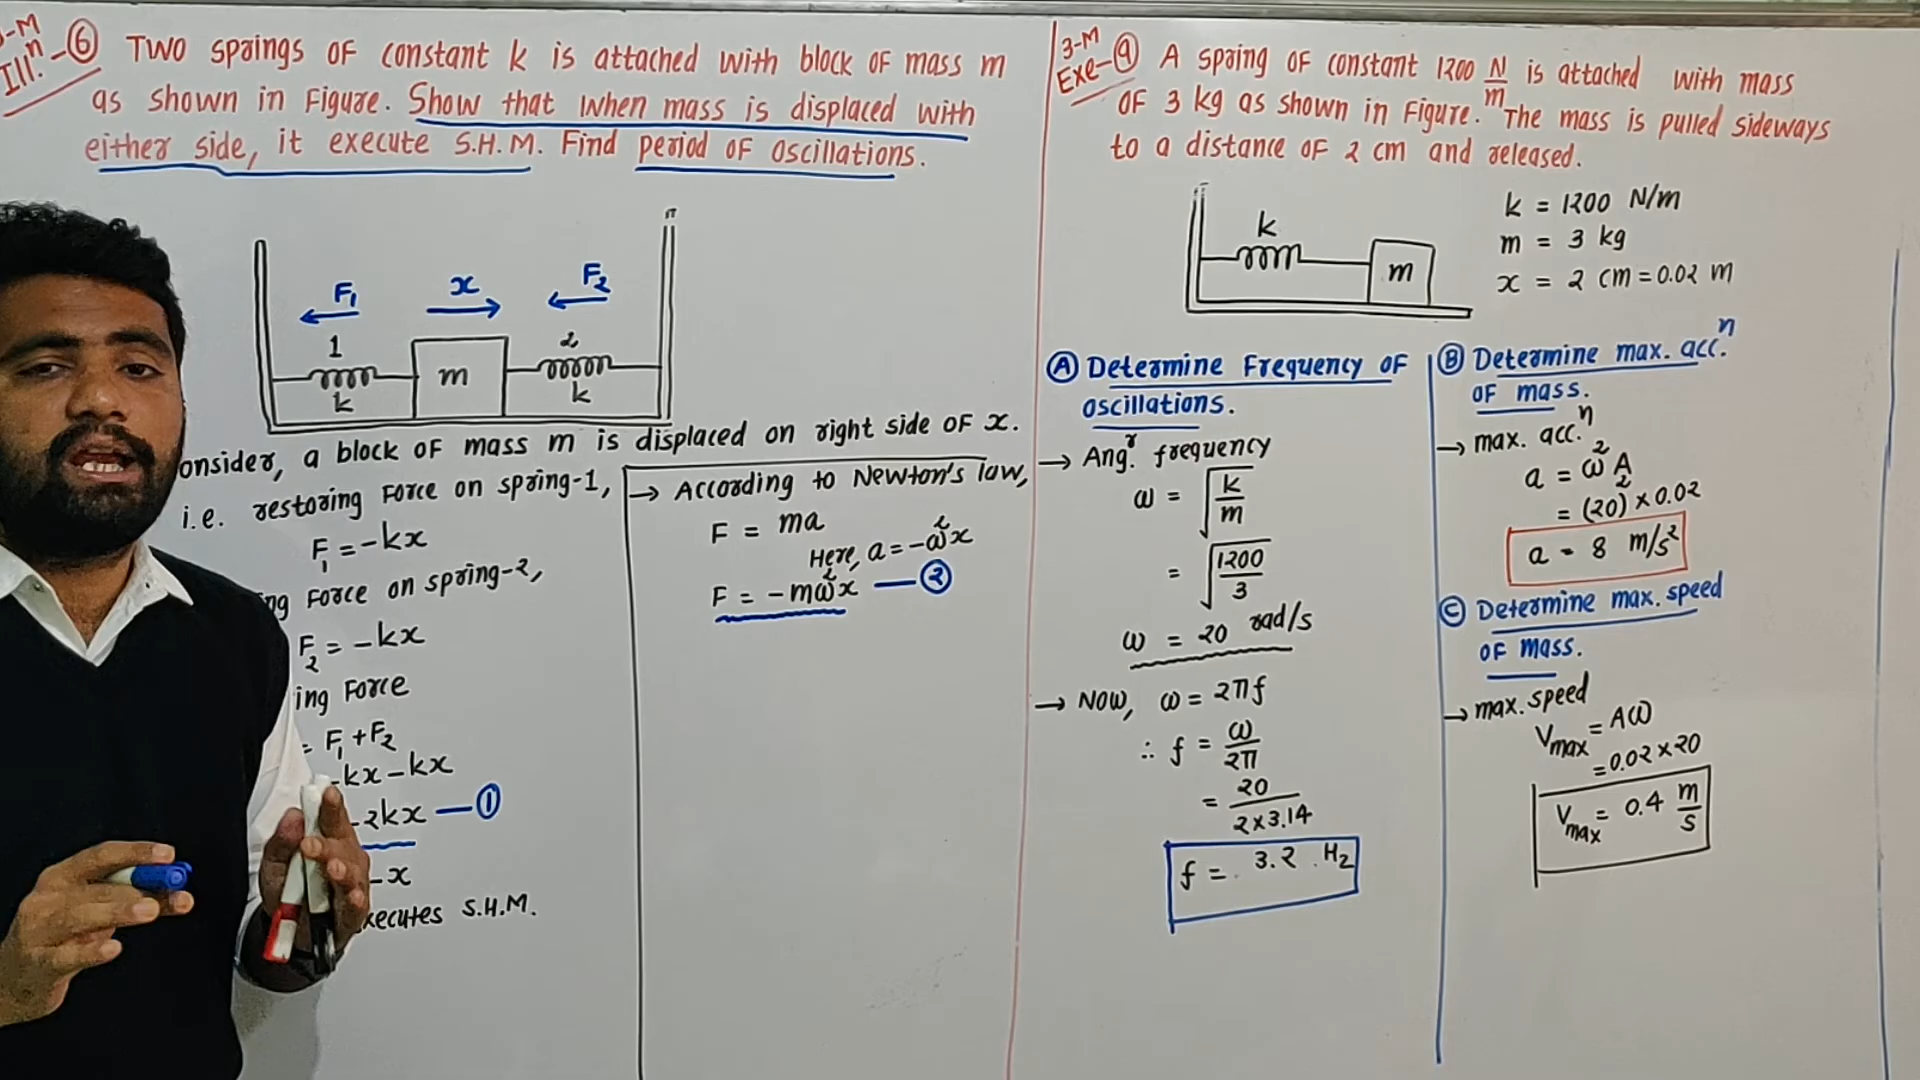 -M
Illⁿ.-⑥ Two springs of constant k is attached with block of mass m
as shown in Figure. Show that when mass is displaced with
either side, it execute S.H.M. Find period of oscillations.
F₁ x F₂
1 2
m
k k
onsider, a block of mass m is displaced on right side of x.
i.e. restoring Force on spring-1,
F₁ = -kx
ng Force on spring-2,
F₂ = -kx
ing Force
= F₁ + F₂
-kx - kx
-2kx — ①
-x
xecutes S.H.M.
→ According to Newton's law,
F = ma
Here, a = -ω²x
F = -mω²x — ②
3-M
Exe-⑨ A spring of constant 1200 N/m is attached with mass
of 3 kg as shown in Figure. The mass is pulled sideways
to a distance of 2 cm and released.
k
m
k = 1200 N/m
m = 3 kg
x = 2 cm = 0.02 m
Ⓐ Determine Frequency of
oscillations.
→ Ang.ʳ frequency
ω = √(k/m)
= √(1200/3)
ω = 20 rad/s
→ Now, ω = 2πf
∴ f = ω/2π
= 20/(2×3.14)
f = 3.2 Hz
Ⓑ Determine max. acc.ⁿ
of mass.
→ max. acc.ⁿ
a = ω²A
= (20)² × 0.02
a = 8 m/s²
Ⓒ Determine max. speed
of mass.
→ max. speed
Vmax = Aω
= 0.02 × 20
Vmax = 0.4 m/s